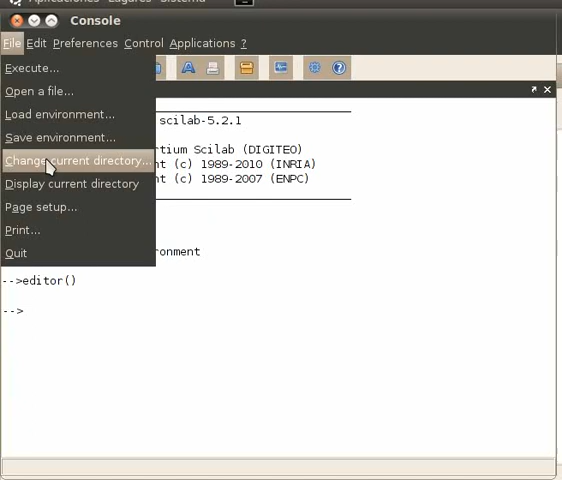 Aplicaciones Lugares Sistema
Console
File Edit Preferences Control Applications ?
Execute...
Open a file...
Load environment...
scilab-5.2.1
Save environment...
rtium Scilab (DIGITEO)
Change current directory...
ht (c) 1989-2010 (INRIA)
Display current directory
ht (c) 1989-2007 (ENPC)
Page setup...
Print...
Quit
ronment
-->editor()
-->